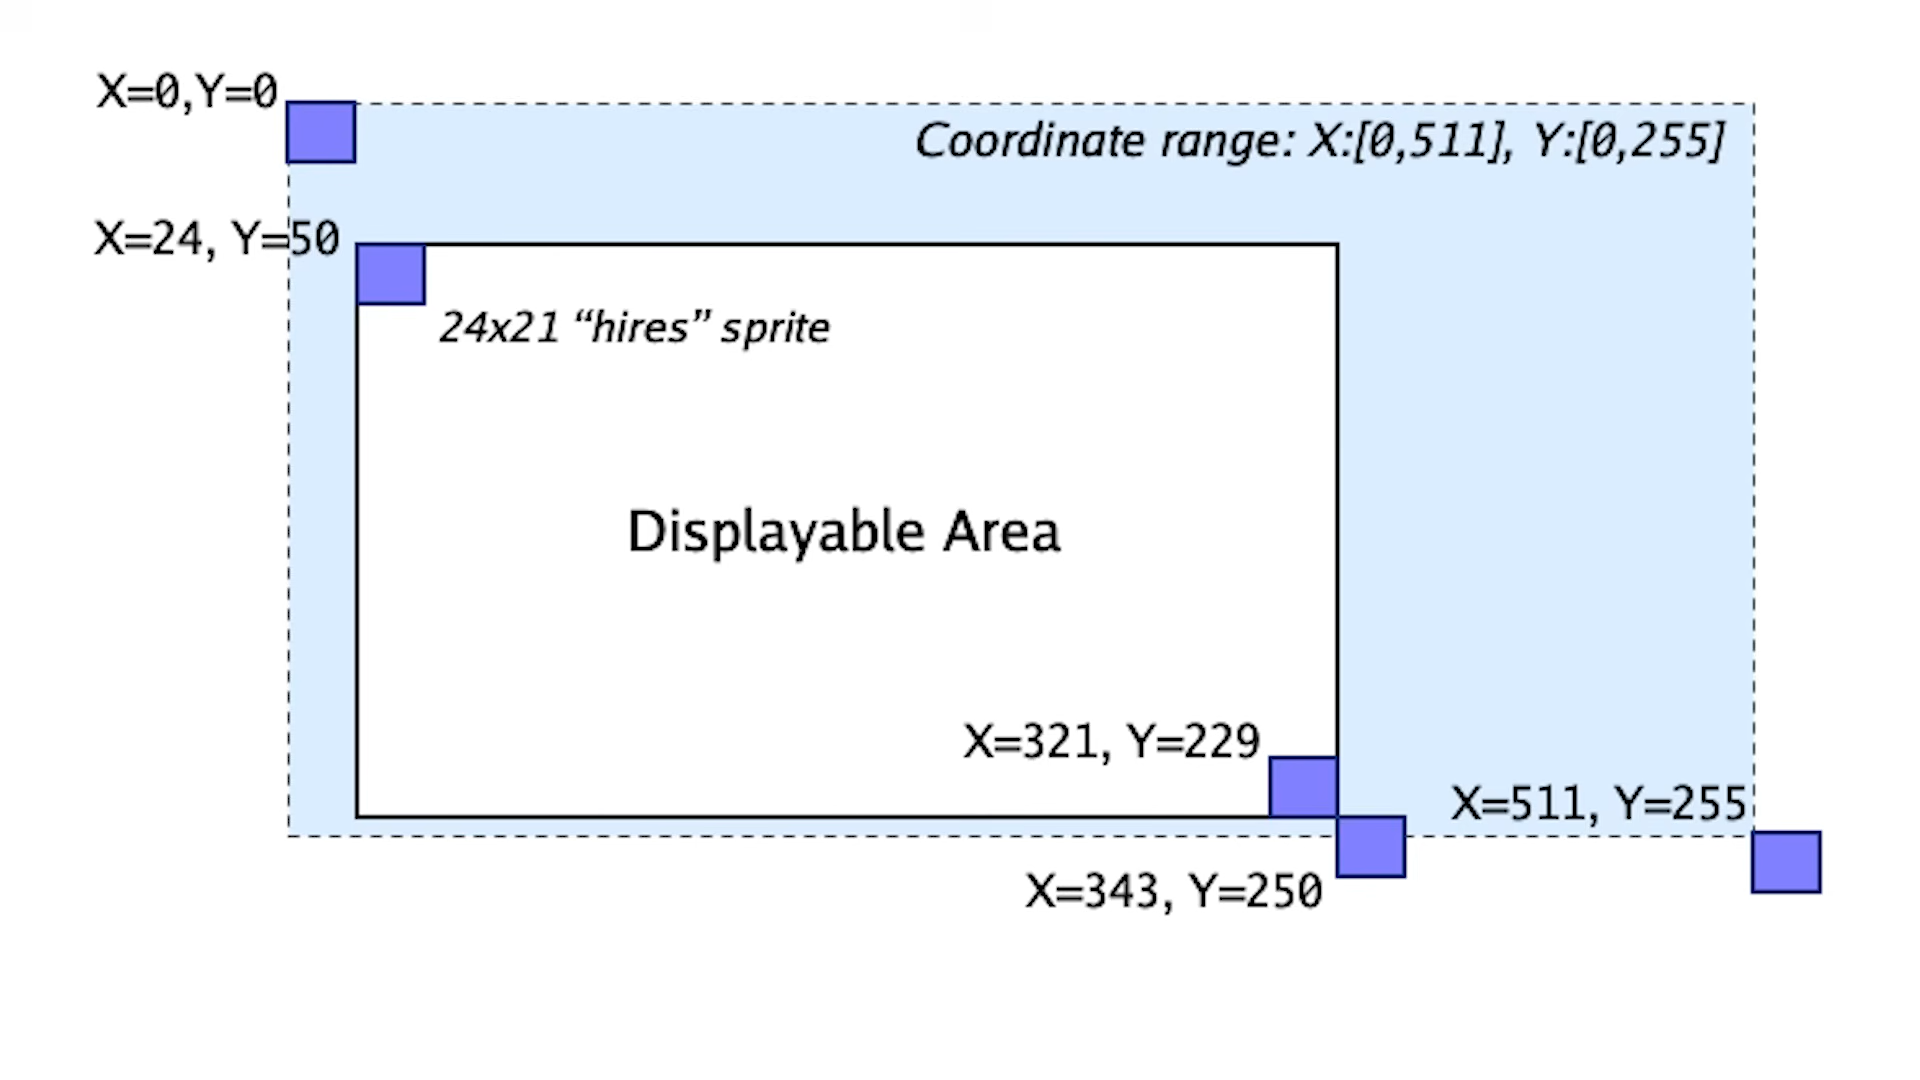 X=0,Y=0
Coordinate range: X:[0,511], Y:[0,255]
X=24, Y=50
24x21 “hires” sprite
Displayable Area
X=321, Y=229
X=511, Y=255
X=343, Y=250